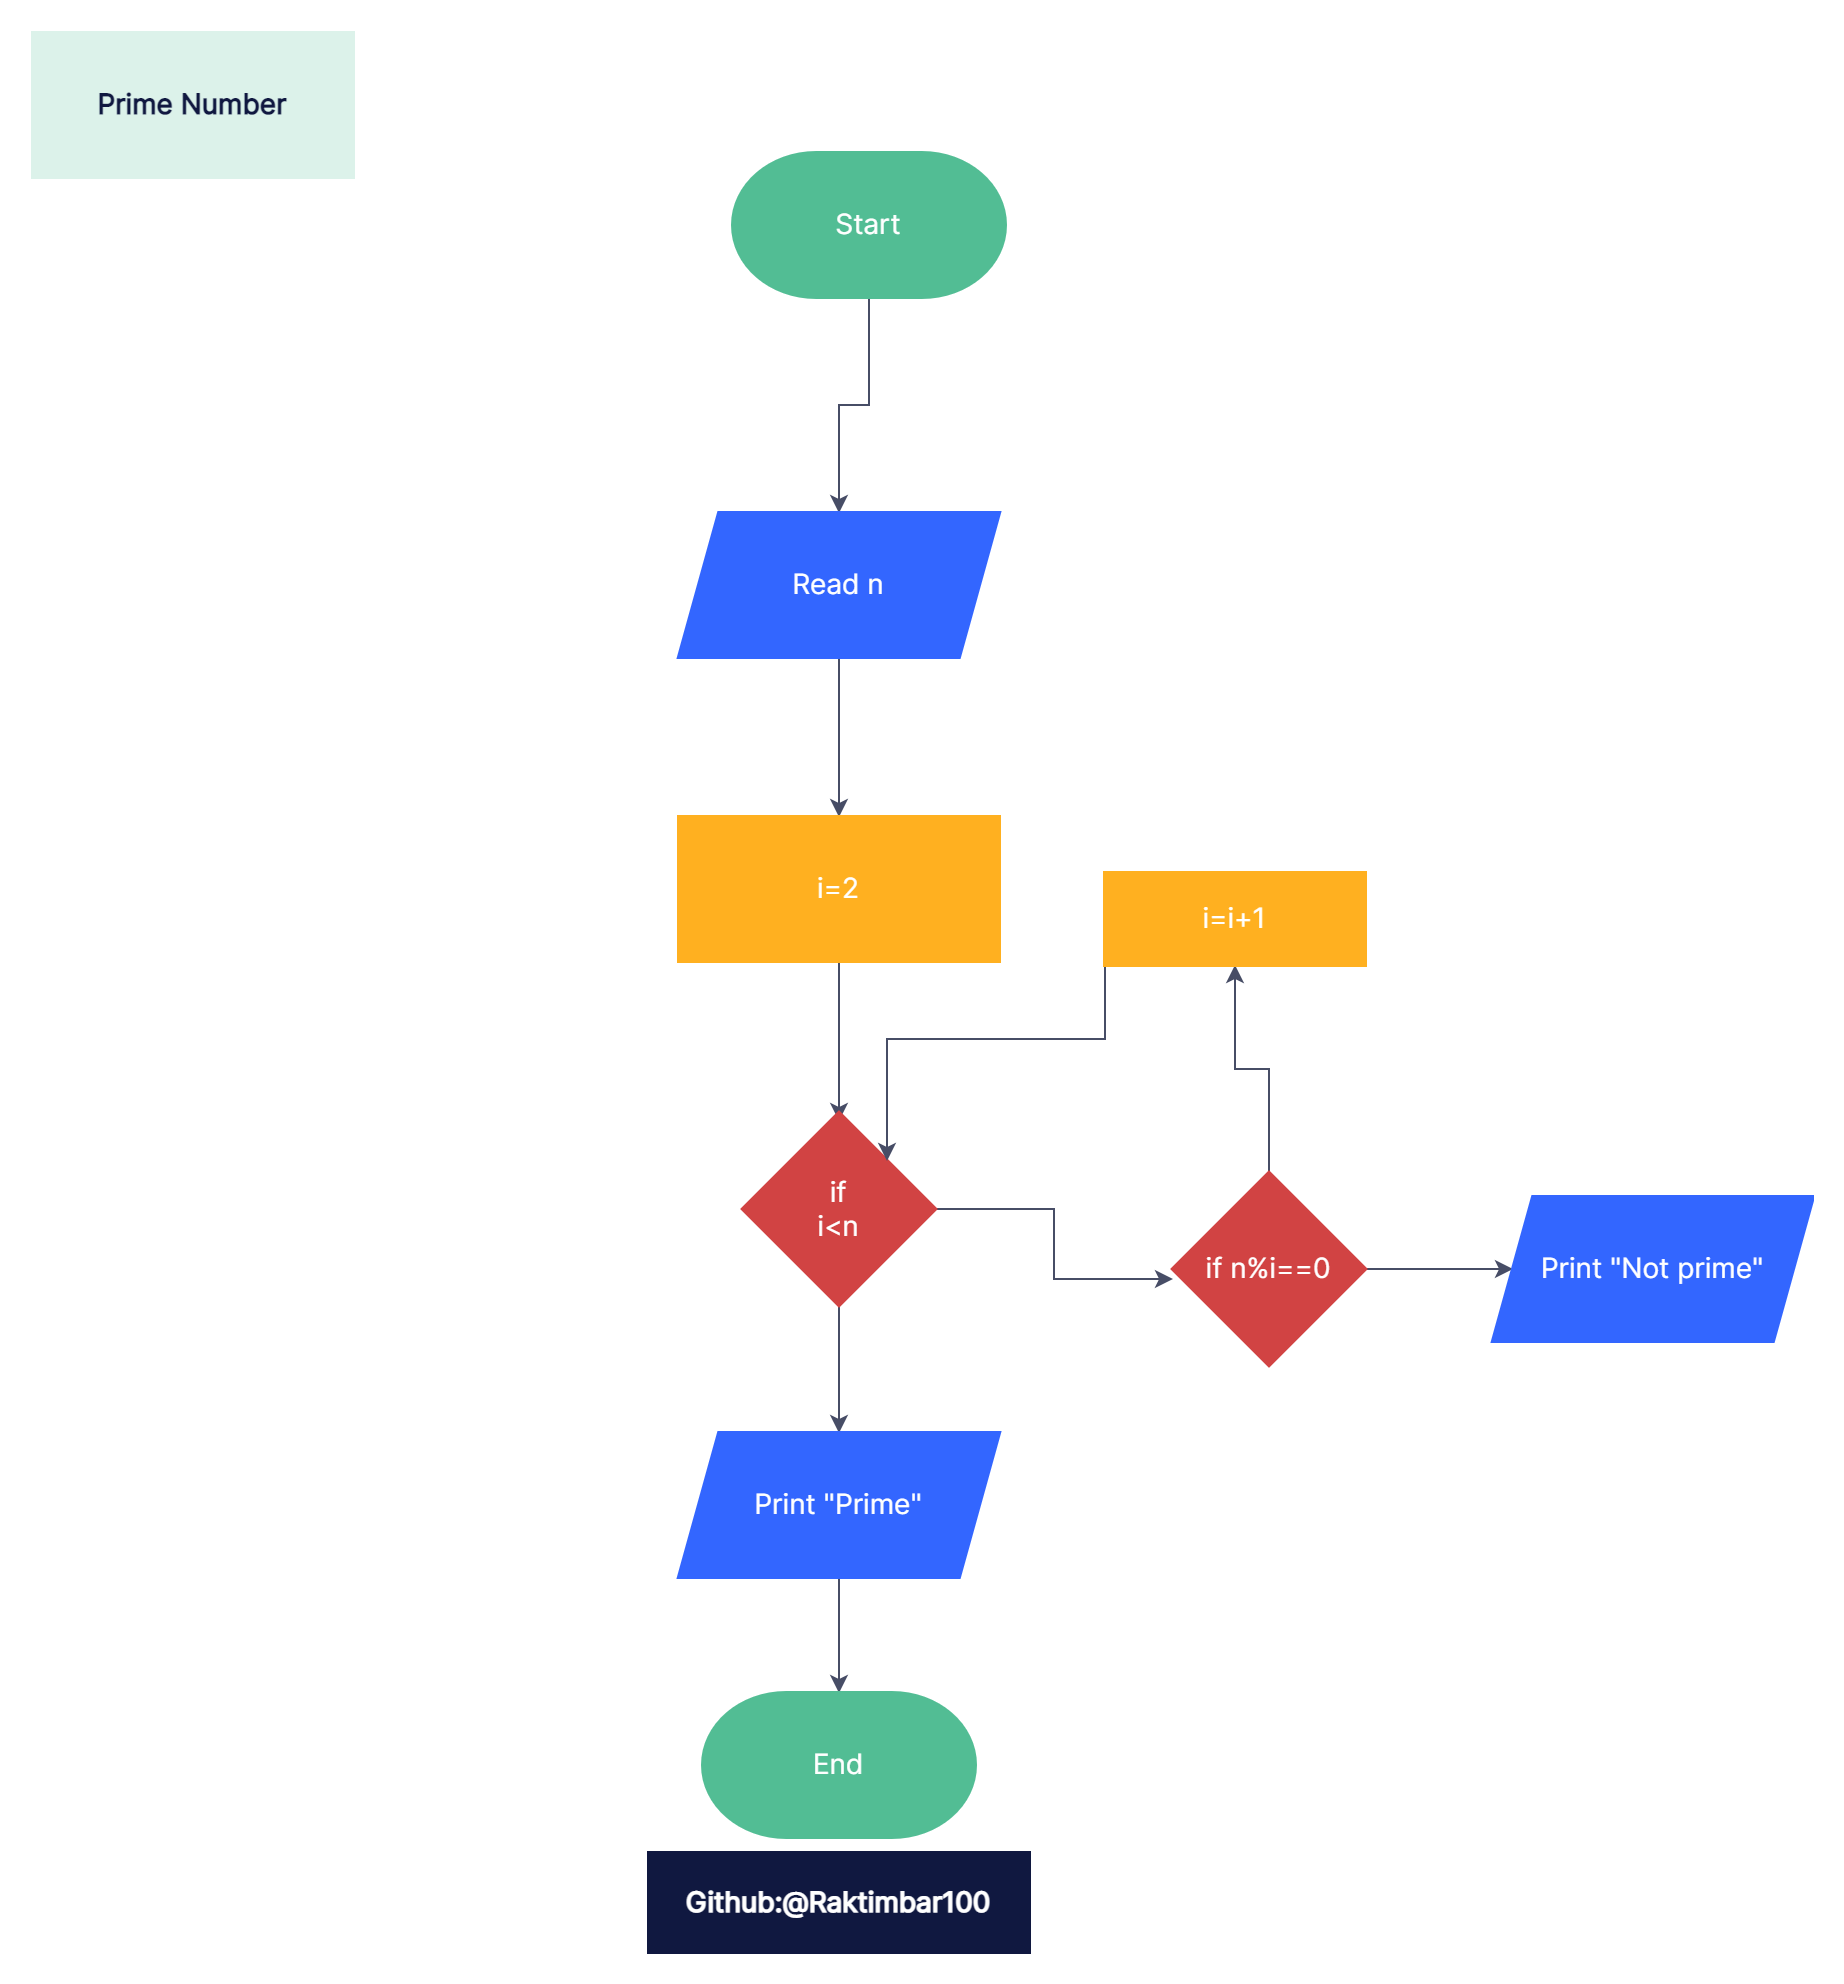 Prime Number
Start
Read n
i=2
i=i+1
if
i<n
if n%i==0
Print "Not prime"
Print "Prime"
End
Github:@Raktimbar100